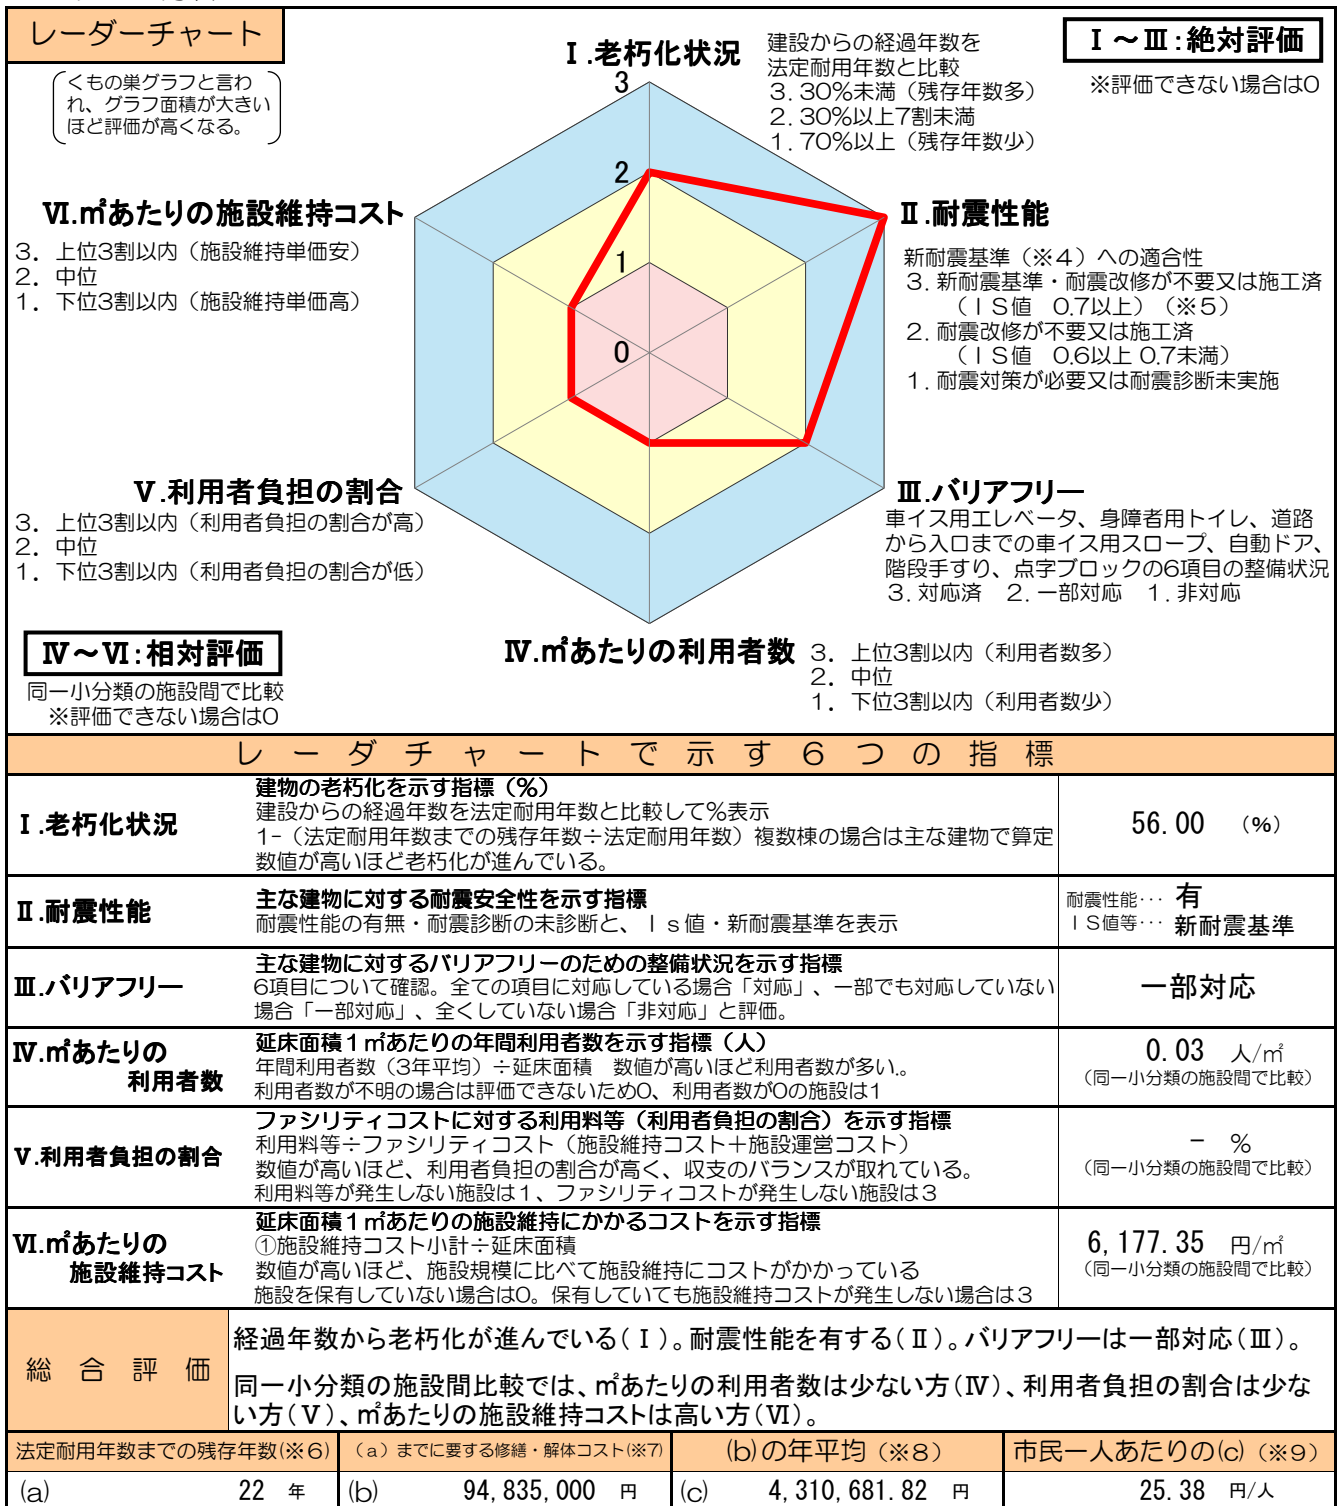 レーダーチャート
くもの巣グラフと言わ
れ、グラフ面積が大きい
ほど評価が高くなる。
Ⅰ.老朽化状況
建設からの経過年数を
法定耐用年数と比較
3. 30%未満（残存年数多）
2. 30%以上7割未満
1. 70%以上（残存年数少）
Ⅰ～Ⅲ:絶対評価
※評価できない場合は0
3
2
1
0
Ⅵ.㎡あたりの施設維持コスト
3. 上位3割以内（施設維持単価安）
2. 中位
1. 下位3割以内（施設維持単価高）
Ⅱ.耐震性能
新耐震基準（※4）への適合性
3. 新耐震基準・耐震改修が不要又は施工済
（ＩＳ値　0.7以上）（※5）
2. 耐震改修が不要又は施工済
（ＩＳ値　0.6以上 0.7未満）
1. 耐震対策が必要又は耐震診断未実施
Ⅴ.利用者負担の割合
3. 上位3割以内（利用者負担の割合が高）
2. 中位
1. 下位3割以内（利用者負担の割合が低）
Ⅲ.バリアフリー
車イス用エレベータ、身障者用トイレ、道路
から入口までの車イス用スロープ、自動ドア、
階段手すり、点字ブロックの6項目の整備状況
3. 対応済　2. 一部対応　1. 非対応
Ⅳ～Ⅵ:相対評価
同一小分類の施設間で比較
※評価できない場合は0
Ⅳ.㎡あたりの利用者数
3. 上位3割以内（利用者数多）
2. 中位
1. 下位3割以内（利用者数少）
レーダチャートで示す６つの指標
Ⅰ.老朽化状況
建物の老朽化を示す指標（%）
建設からの経過年数を法定耐用年数と比較して%表示
1-（法定耐用年数までの残存年数÷法定耐用年数）複数棟の場合は主な建物で算定
数値が高いほど老朽化が進んでいる。
56.00　（%）
Ⅱ.耐震性能
主な建物に対する耐震安全性を示す指標
耐震性能の有無・耐震診断の未診断と、Ｉｓ値・新耐震基準を表示
耐震性能… 有
ＩＳ値等… 新耐震基準
Ⅲ.バリアフリー
主な建物に対するバリアフリーのための整備状況を示す指標
6項目について確認。全ての項目に対応している場合「対応」、一部でも対応していない
場合「一部対応」、全くしていない場合「非対応」と評価。
一部対応
Ⅳ.㎡あたりの
利用者数
延床面積１㎡あたりの年間利用者数を示す指標（人）
年間利用者数（3年平均）÷延床面積　数値が高いほど利用者数が多い。
利用者数が不明の場合は評価できないため0、利用者数が0の施設は1
0.03　人/㎡
（同一小分類の施設間で比較）
Ⅴ.利用者負担の割合
ファシリティコストに対する利用料等（利用者負担の割合）を示す指標
利用料等÷ファシリティコスト（施設維持コスト＋施設運営コスト）
数値が高いほど、利用者負担の割合が高く、収支のバランスが取れている。
利用料等が発生しない施設は１、ファシリティコストが発生しない施設は３
－　%
（同一小分類の施設間で比較）
Ⅵ.㎡あたりの
施設維持コスト
延床面積１㎡あたりの施設維持にかかるコストを示す指標
①施設維持コスト小計÷延床面積
数値が高いほど、施設規模に比べて施設維持にコストがかかっている
施設を保有していない場合は0。保有していても施設維持コストが発生しない場合は３
6,177.35　円/㎡
（同一小分類の施設間で比較）
総合評価
経過年数から老朽化が進んでいる(Ⅰ)。耐震性能を有する(Ⅱ)。バリアフリーは一部対応(Ⅲ)。
同一小分類の施設間比較では、㎡あたりの利用者数は少ない方(Ⅳ)、利用者負担の割合は少な
い方(Ⅴ)、㎡あたりの施設維持コストは高い方(Ⅵ)。
法定耐用年数までの残存年数(※6)　（a）までに要する修繕・解体コスト(※7)　(b)の年平均（※8）　市民一人あたりの(c)（※9）
(a)　22 年　(b)　94,835,000 円　(c)　4,310,681.82 円　25.38 円/人